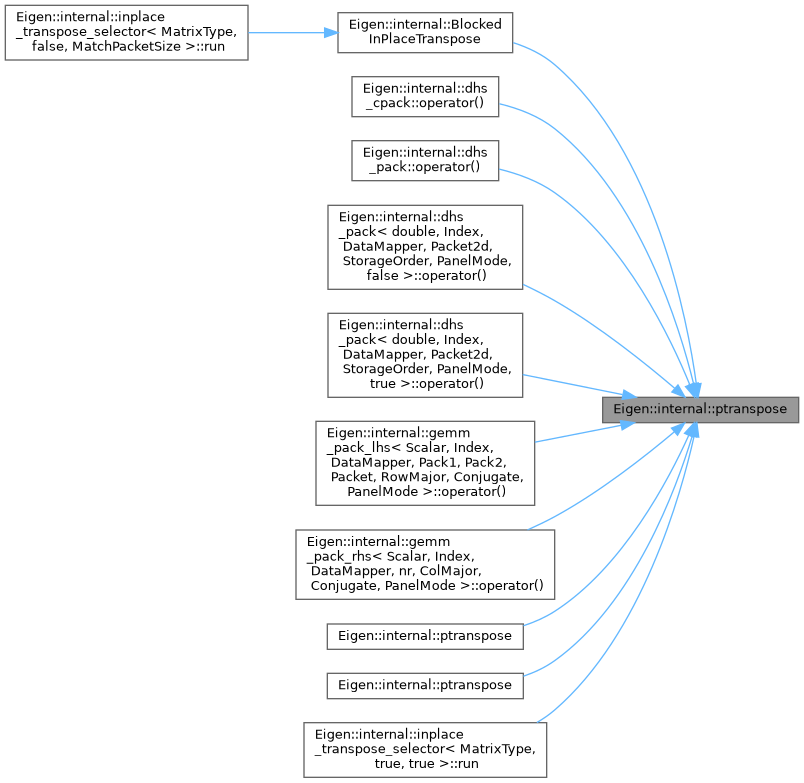 Eigen::internal::inplace
_transpose_selector< MatrixType,
false, MatchPacketSize >::run
Eigen::internal::Blocked
InPlaceTranspose
Eigen::internal::dhs
_cpack::operator()
Eigen::internal::dhs
_pack::operator()
Eigen::internal::dhs
_pack< double, Index,
DataMapper, Packet2d,
StorageOrder, PanelMode,
false >::operator()
Eigen::internal::dhs
_pack< double, Index,
DataMapper, Packet2d,
StorageOrder, PanelMode,
true >::operator()
Eigen::internal::ptranspose
Eigen::internal::gemm
_pack_lhs< Scalar, Index,
DataMapper, Pack1, Pack2,
Packet, RowMajor, Conjugate,
PanelMode >::operator()
Eigen::internal::gemm
_pack_rhs< Scalar, Index,
DataMapper, nr, ColMajor,
Conjugate, PanelMode >::operator()
Eigen::internal::ptranspose
Eigen::internal::ptranspose
Eigen::internal::inplace
_transpose_selector< MatrixType,
true, true >::run